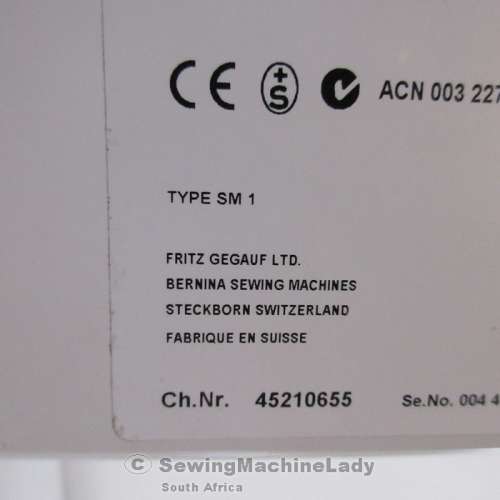 CE +S ACN 003 227
TYPE SM 1
FRITZ GEGAUF LTD.
BERNINA SEWING MACHINES
STECKBORN SWITZERLAND
FABRIQUE EN SUISSE
Ch.Nr. 45210655 Se.No. 004 4
© SewingMachineLady
South Africa